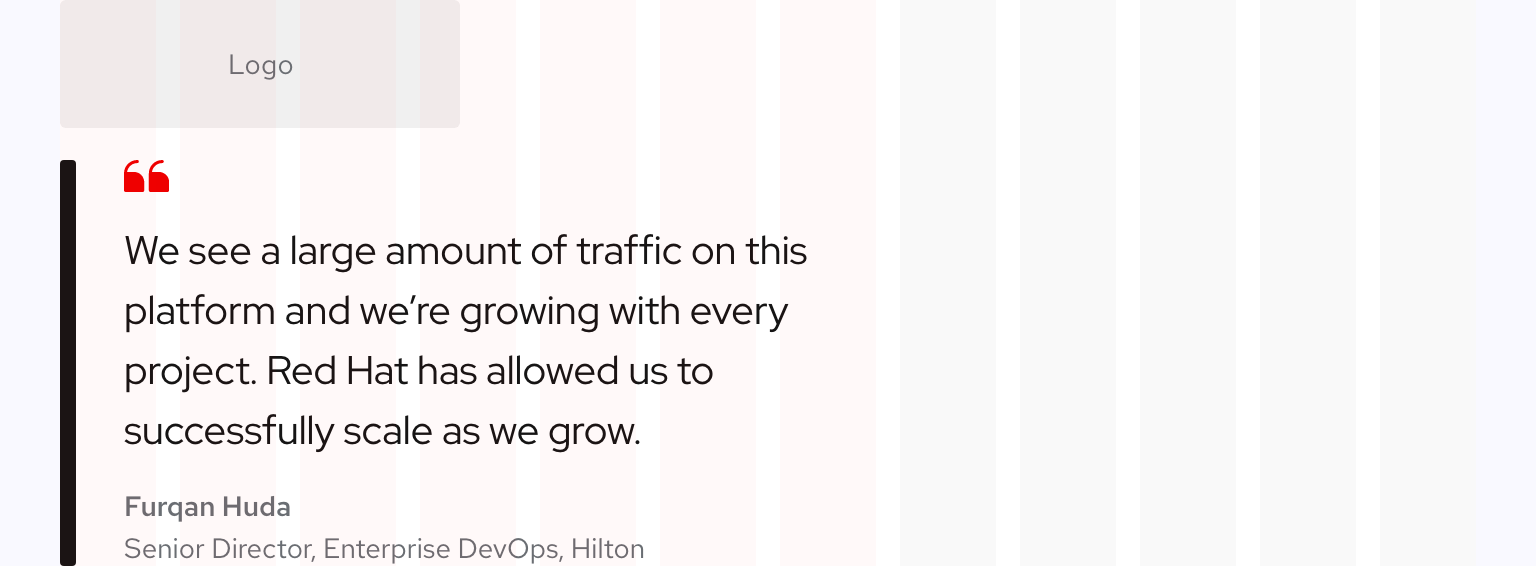 Logo
We see a large amount of traffic on this
platform and we’re growing with every
project. Red Hat has allowed us to
successfully scale as we grow.
Furqan Huda
Senior Director, Enterprise DevOps, Hilton